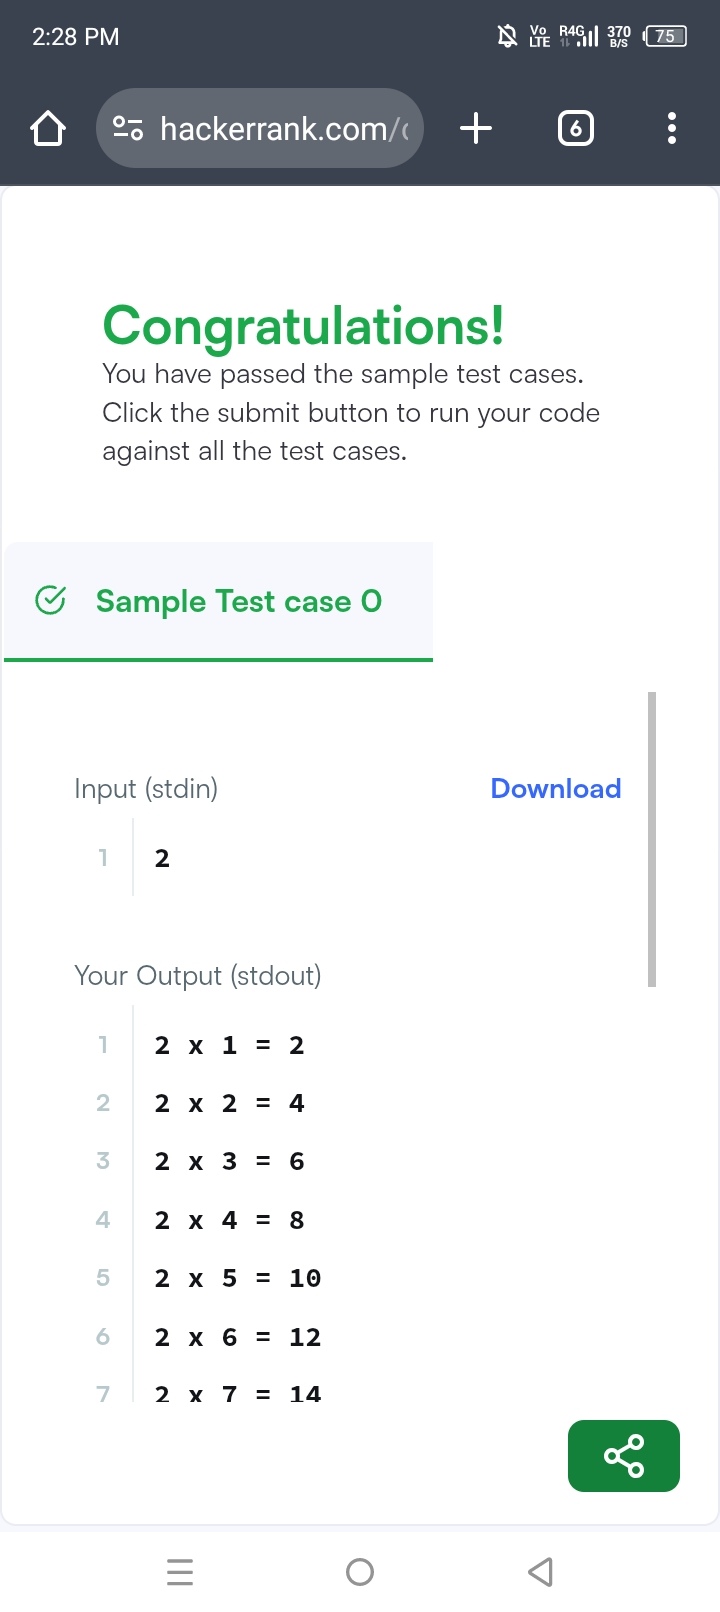 2:28 PM
Vo LTE R4G 370 B/S 75
hackerrank.com/
6
Congratulations!
You have passed the sample test cases.
Click the submit button to run your code
against all the test cases.
Sample Test case 0
Input (stdin) Download
1 2
Your Output (stdout)
1 2 x 1 = 2
2 2 x 2 = 4
3 2 x 3 = 6
4 2 x 4 = 8
5 2 x 5 = 10
6 2 x 6 = 12
7 2 x 7 = 14